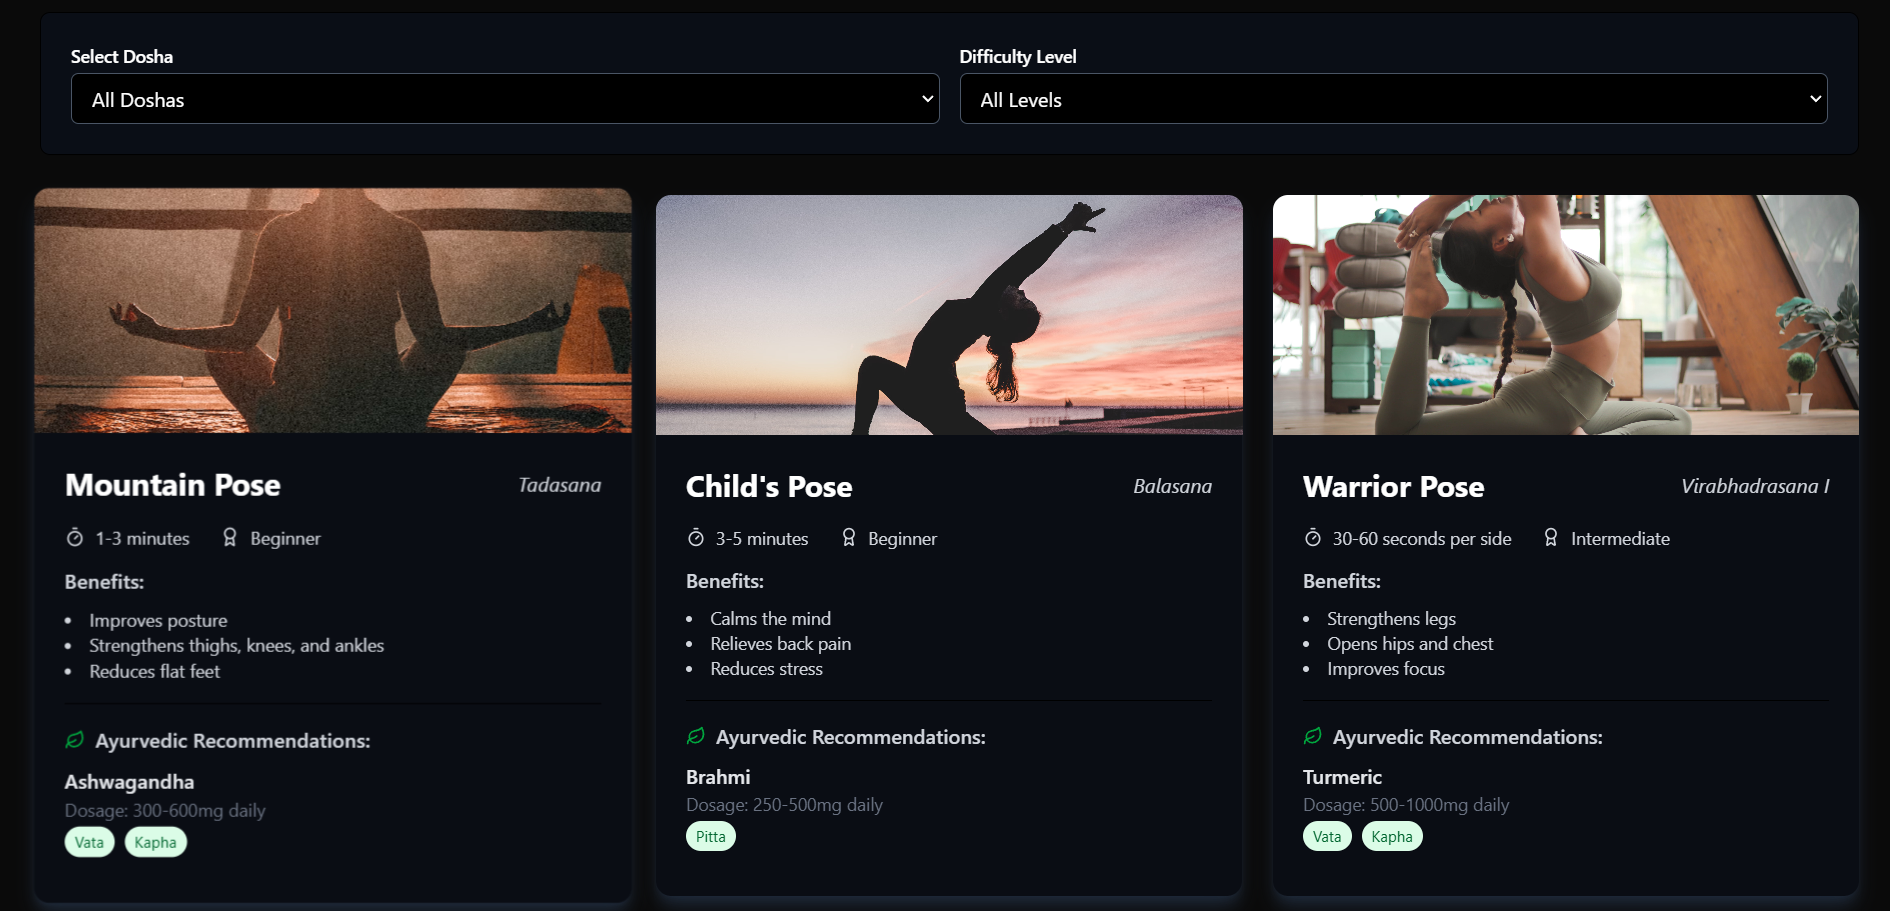 Select Dosha
Difficulty Level
All Doshas
All Levels
Mountain Pose
Tadasana
1-3 minutes
Beginner
Benefits:
• Improves posture
• Strengthens thighs, knees, and ankles
• Reduces flat feet
Ayurvedic Recommendations:
Ashwagandha
Dosage: 300-600mg daily
Vata Kapha
Child's Pose
Balasana
3-5 minutes
Beginner
Benefits:
• Calms the mind
• Relieves back pain
• Reduces stress
Ayurvedic Recommendations:
Brahmi
Dosage: 250-500mg daily
Pitta
Warrior Pose
Virabhadrasana I
30-60 seconds per side
Intermediate
Benefits:
• Strengthens legs
• Opens hips and chest
• Improves focus
Ayurvedic Recommendations:
Turmeric
Dosage: 500-1000mg daily
Vata Kapha